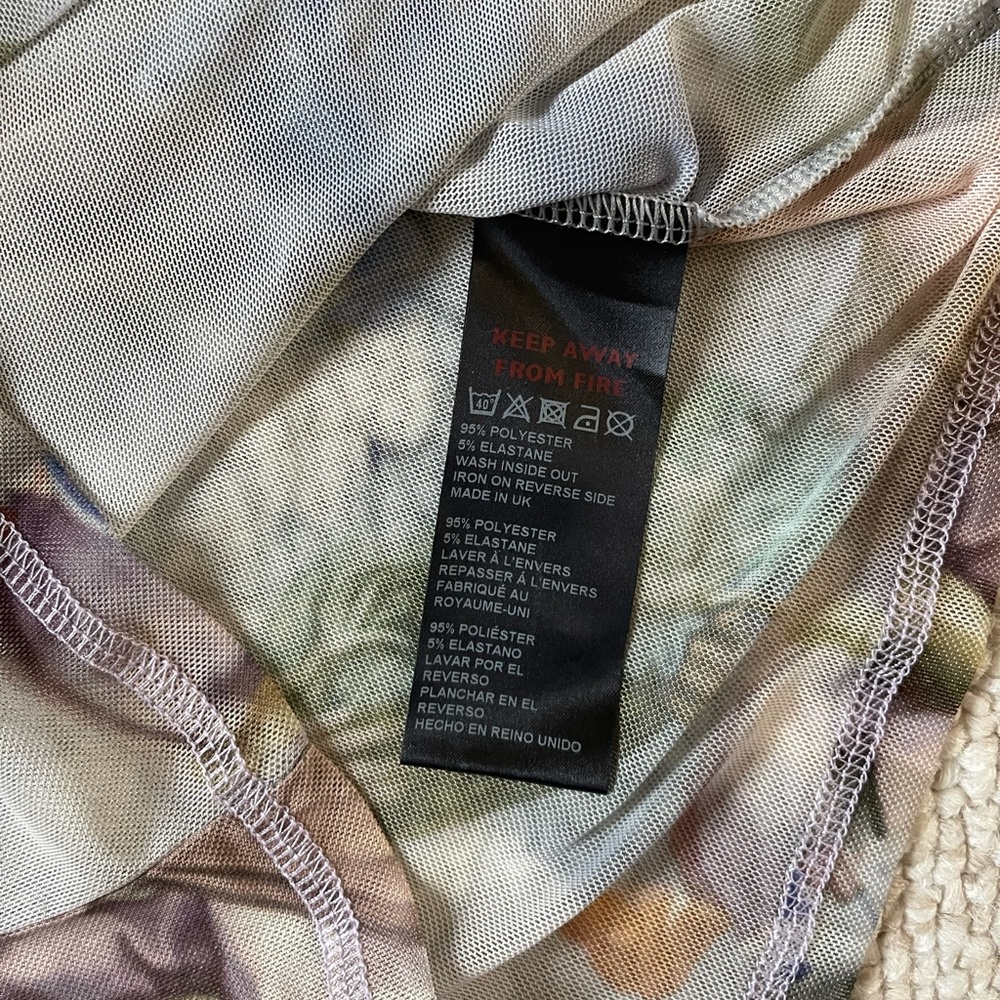 KEEP AWAY
FROM FIRE
40°
95% POLYESTER
5% ELASTANE
WASH INSIDE OUT
IRON ON REVERSE SIDE
MADE IN UK
95% POLYESTER
5% ELASTANE
LAVER À L'ENVERS
REPASSER Á L'ENVERS
FABRIQUÉ AU
ROYAUME-UNI
95% POLIÉSTER
5% ELASTANO
LAVAR POR EL
REVERSO
PLANCHAR EN EL
REVERSO
HECHO EN REINO UNIDO